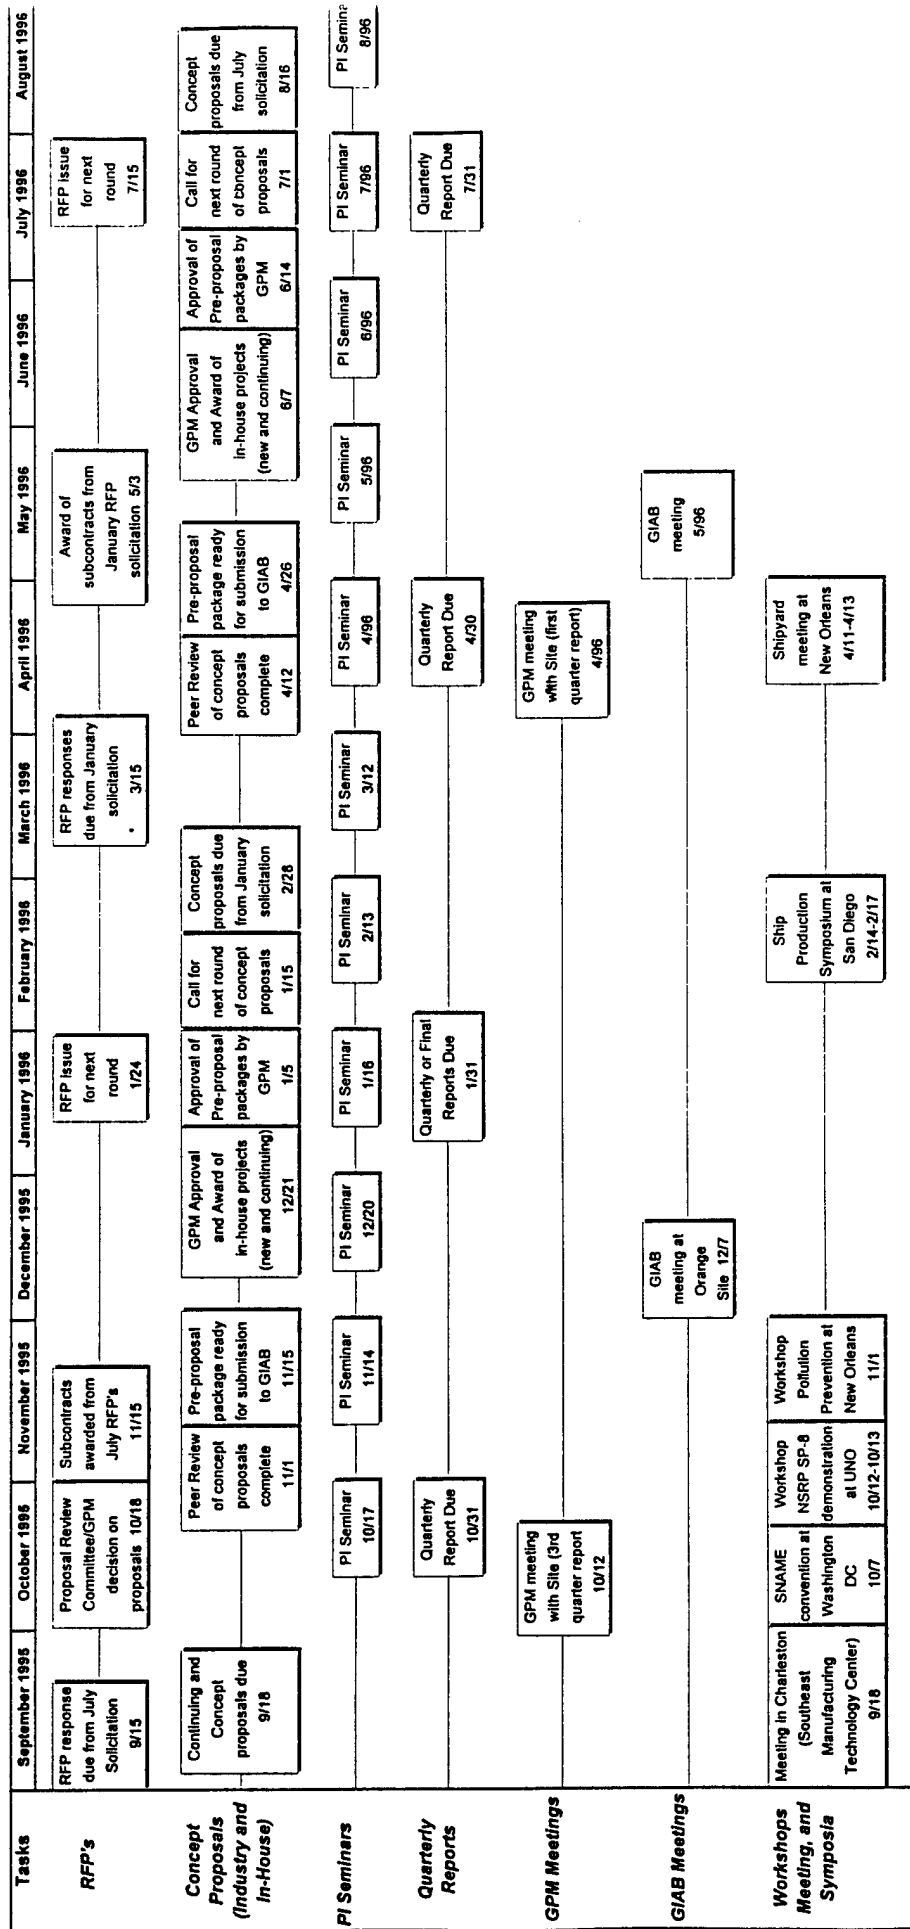 Tasks
September 1995
October 1995
November 1995
December 1995
January 1996
February 1996
March 1996
April 1996
May 1996
June 1996
July 1996
August 1996
RFP's
RFP response
due from July
Solicitation
9/15
Proposal Review
Committee/GPM
decision on
proposals 10/18
Subcontracts
awarded from
July RFP's
11/15
RFP Issue
for next
round
1/24
RFP responses
due from January
solicitation
3/15
Award of
subcontracts from
January RFP
solicitation 5/3
RFP Issue
for next
round
7/15
Concept
Proposals
(Industry and
In-House)
Continuing and
Concept
proposals due
9/18
Peer Review
of concept
proposals
complete
11/1
Pre-proposal
package ready
for submission
to GIAB
11/15
GPM Approval
and Award of
in-house projects
(new and continuing)
12/21
Approval of
Pre-proposal
packages by
GPM
1/5
Call for
next round
of concept
proposals
1/15
Concept
proposals due
from January
solicitation
2/28
Peer Review
of concept
proposals
complete
4/12
Pre-proposal
package ready
for submission
to GIAB
4/26
GPM Approval
and Award of
in-house projects
(new and continuing)
6/7
Approval of
Pre-proposal
packages by
GPM
6/14
Call for
next round
of concept
proposals
7/1
Concept
proposals due
from July
solicitation
8/16
PI Seminars
PI Seminar
10/17
PI Seminar
11/14
PI Seminar
12/20
PI Seminar
1/16
PI Seminar
2/13
PI Seminar
3/12
PI Seminar
4/96
PI Seminar
5/96
PI Seminar
6/96
PI Seminar
7/96
PI Semina
8/96
Quarterly
Reports
Quarterly
Report Due
10/31
Quarterly or Final
Reports Due
1/31
Quarterly
Report Due
4/30
Quarterly
Report Due
7/31
GPM Meetings
GPM meeting
with Site (3rd
quarter report
10/12
GPM meeting
with Site (first
quarter report)
4/96
GIAB Meetings
GIAB
meeting at
Orange
Site 12/7
GIAB
meeting
5/96
Workshops
Meeting, and
Symposia
Meeting in Charleston
(Southeast
Manufacturing
Technology Center)
9/18
SNAME
convention at
Washington
DC
10/7
Workshop
NSRP SP-8
demonstration
at UNO
10/12-10/13
Workshop
Pollution
Prevention at
New Orleans
11/1
Ship
Production
Symposium at
San Diego
2/14-2/17
Shipyard
meeting at
New Orleans
4/11-4/13